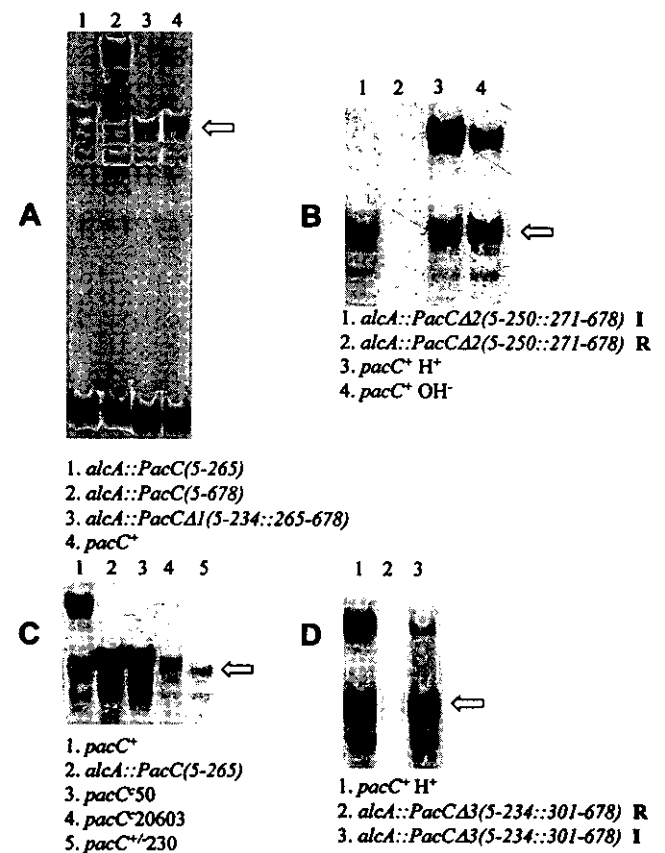 1 2 3 4
A
1. alcA::PacC(5-265)
2. alcA::PacC(5-678)
3. alcA::PacCΔ1(5-234::265-678)
4. pacC⁺
1 2 3 4
B
1. alcA::PacCΔ2(5-250::271-678) I
2. alcA::PacCΔ2(5-250::271-678) R
3. pacC⁺ H⁺
4. pacC⁺ OH⁻
1 2 3 4 5
C
1. pacC⁺
2. alcA::PacC(5-265)
3. pacCᶜ50
4. pacCᶜ20603
5. pacC⁺/⁻230
1 2 3
D
1. pacC⁺ H⁺
2. alcA::PacCΔ3(5-234::301-678) R
3. alcA::PacCΔ3(5-234::301-678) I